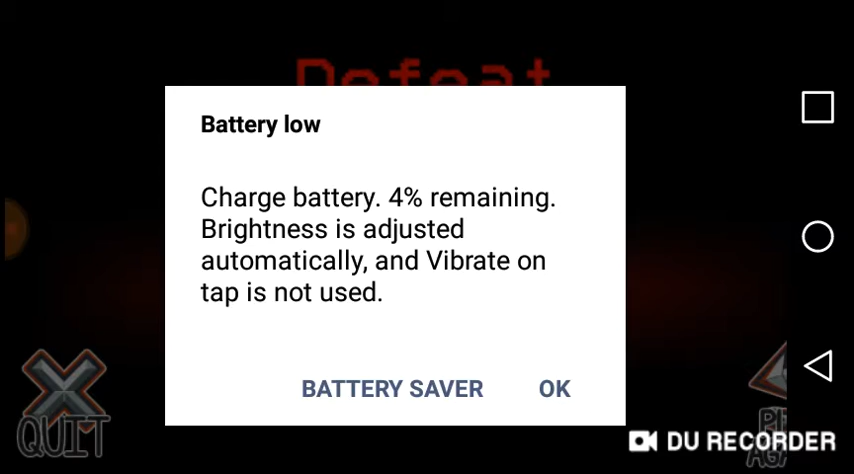 Defeat
Battery low
Charge battery. 4% remaining.
Brightness is adjusted
automatically, and Vibrate on
tap is not used.
BATTERY SAVER OK
QUIT
DU RECORDER